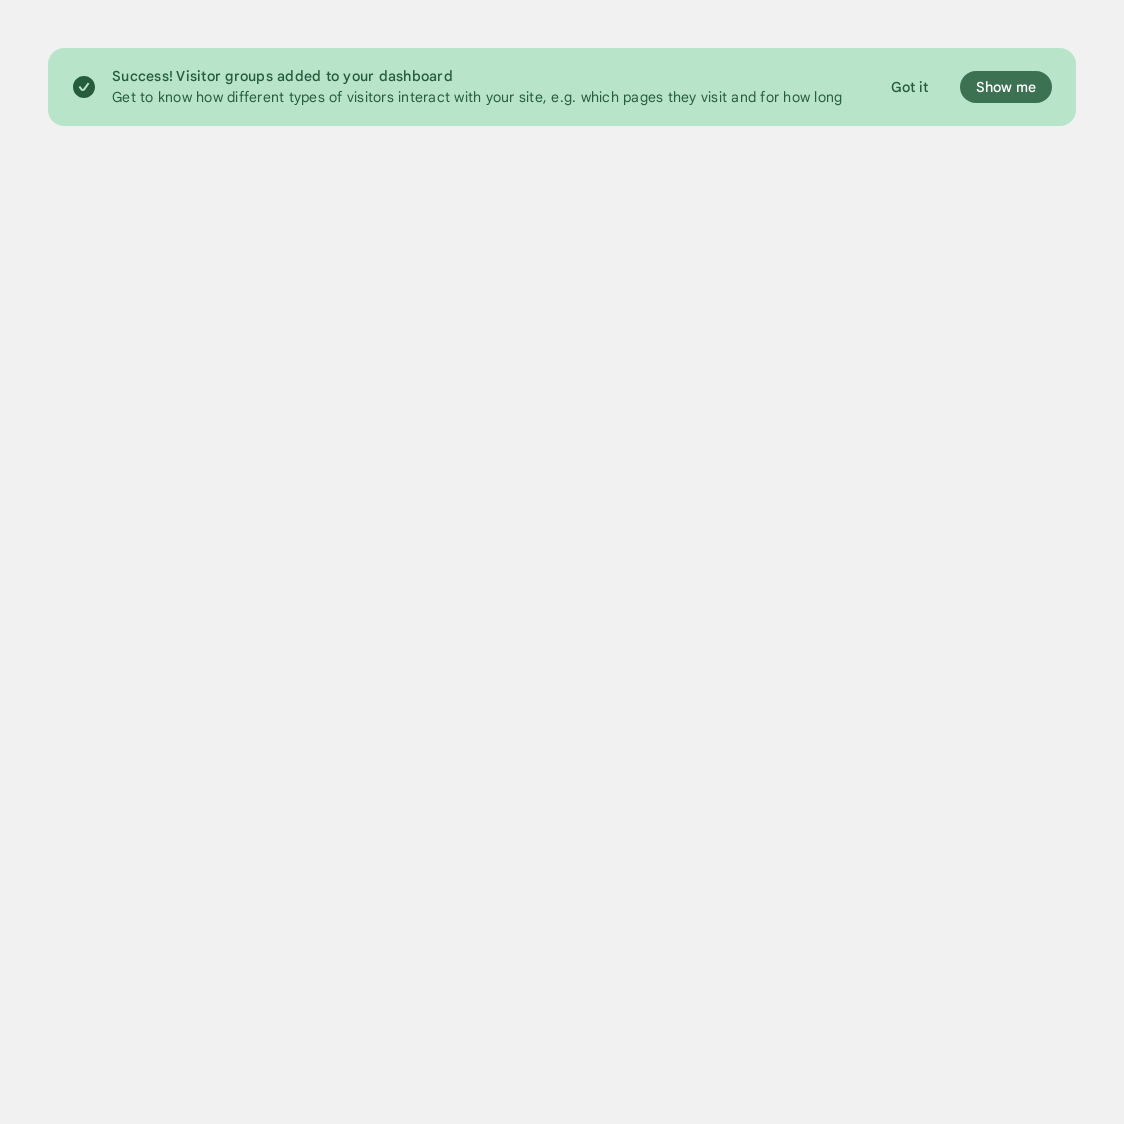 Success! Visitor groups added to your dashboard
Get to know how different types of visitors interact with your site, e.g. which pages they visit and for how long
Got it
Show me